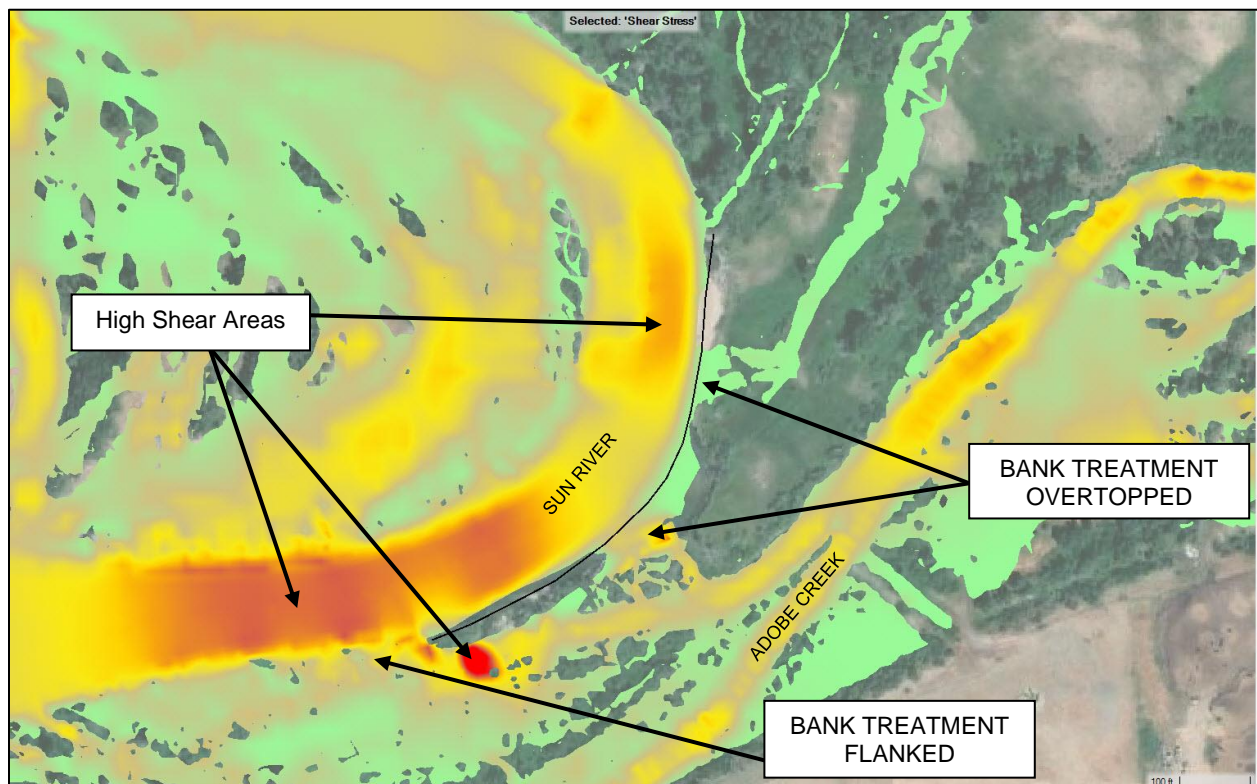 Selected: 'Shear Stress'
High Shear Areas
SUN RIVER
BANK TREATMENT
OVERTOPPED
ADOBE CREEK
BANK TREATMENT
FLANKED
100 ft